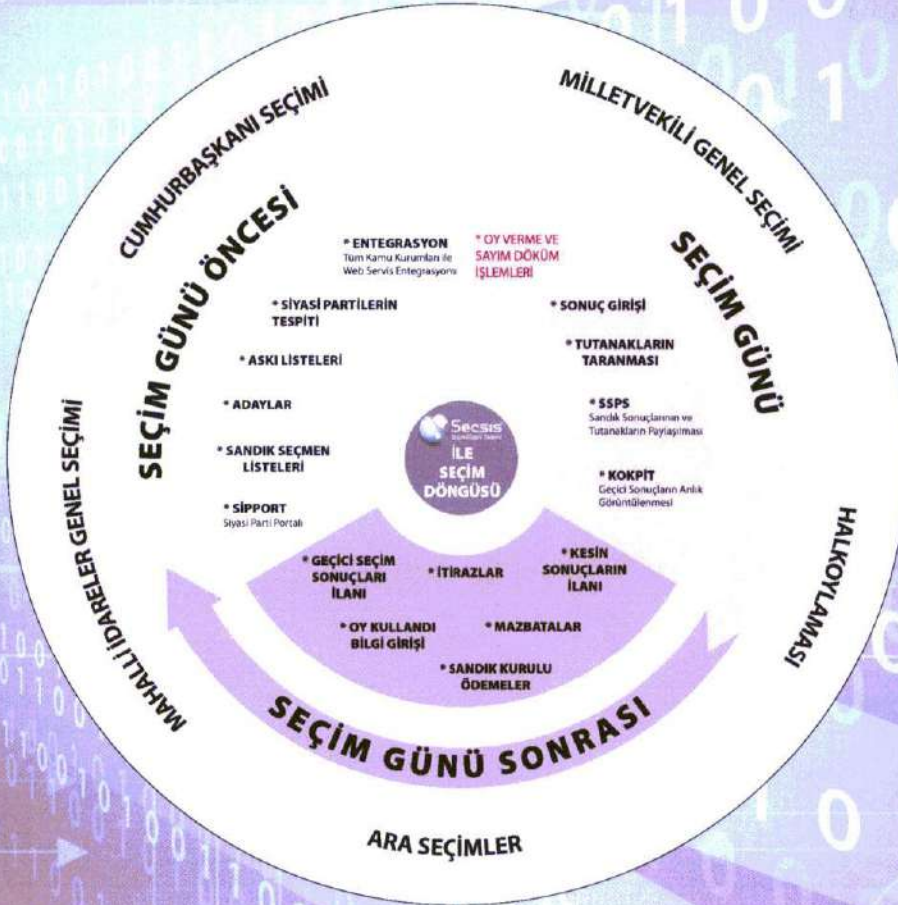 CUMHURBAŞKANI SEÇİMİ
MİLLETVEKİLİ GENEL SEÇİMİ
HALKOYLAMASI
ARA SEÇİMLER
MAHALLİ İDARELER GENEL SEÇİMİ
SEÇİM GÜNÜ ÖNCESİ
* ENTEGRASYON
Tüm Kamu Kurumları ile
Web Servis Entegrasyonu
* SİYASİ PARTİLERİN
TESPİTİ
* ASKI LİSTELERİ
* ADAYLAR
* SANDIK SEÇMEN
LİSTELERİ
* SİPPORT
Siyasi Parti Portalı
SEÇİM GÜNÜ
* OY VERME VE
SAYIM DÖKÜM
İŞLEMLERİ
* SONUÇ GİRİŞİ
* TUTANAKLARIN
TARANMASI
* SSPS
Sandık Sonuçlarının ve
Tutanakların Paylaşılması
* KOKPİT
Geçici Sonuçların Anlık
Görüntülenmesi
Secsis
İLE
SEÇİM
DÖNGÜSÜ
* GEÇİCİ SEÇİM
SONUÇLARI
İLANI
* İTİRAZLAR
* KESİN
SONUÇLARIN
İLANI
* OY KULLANDI
BİLGİ GİRİŞİ
* MAZBATALAR
* SANDIK KURULU
ÖDEMELER
SEÇİM GÜNÜ SONRASI